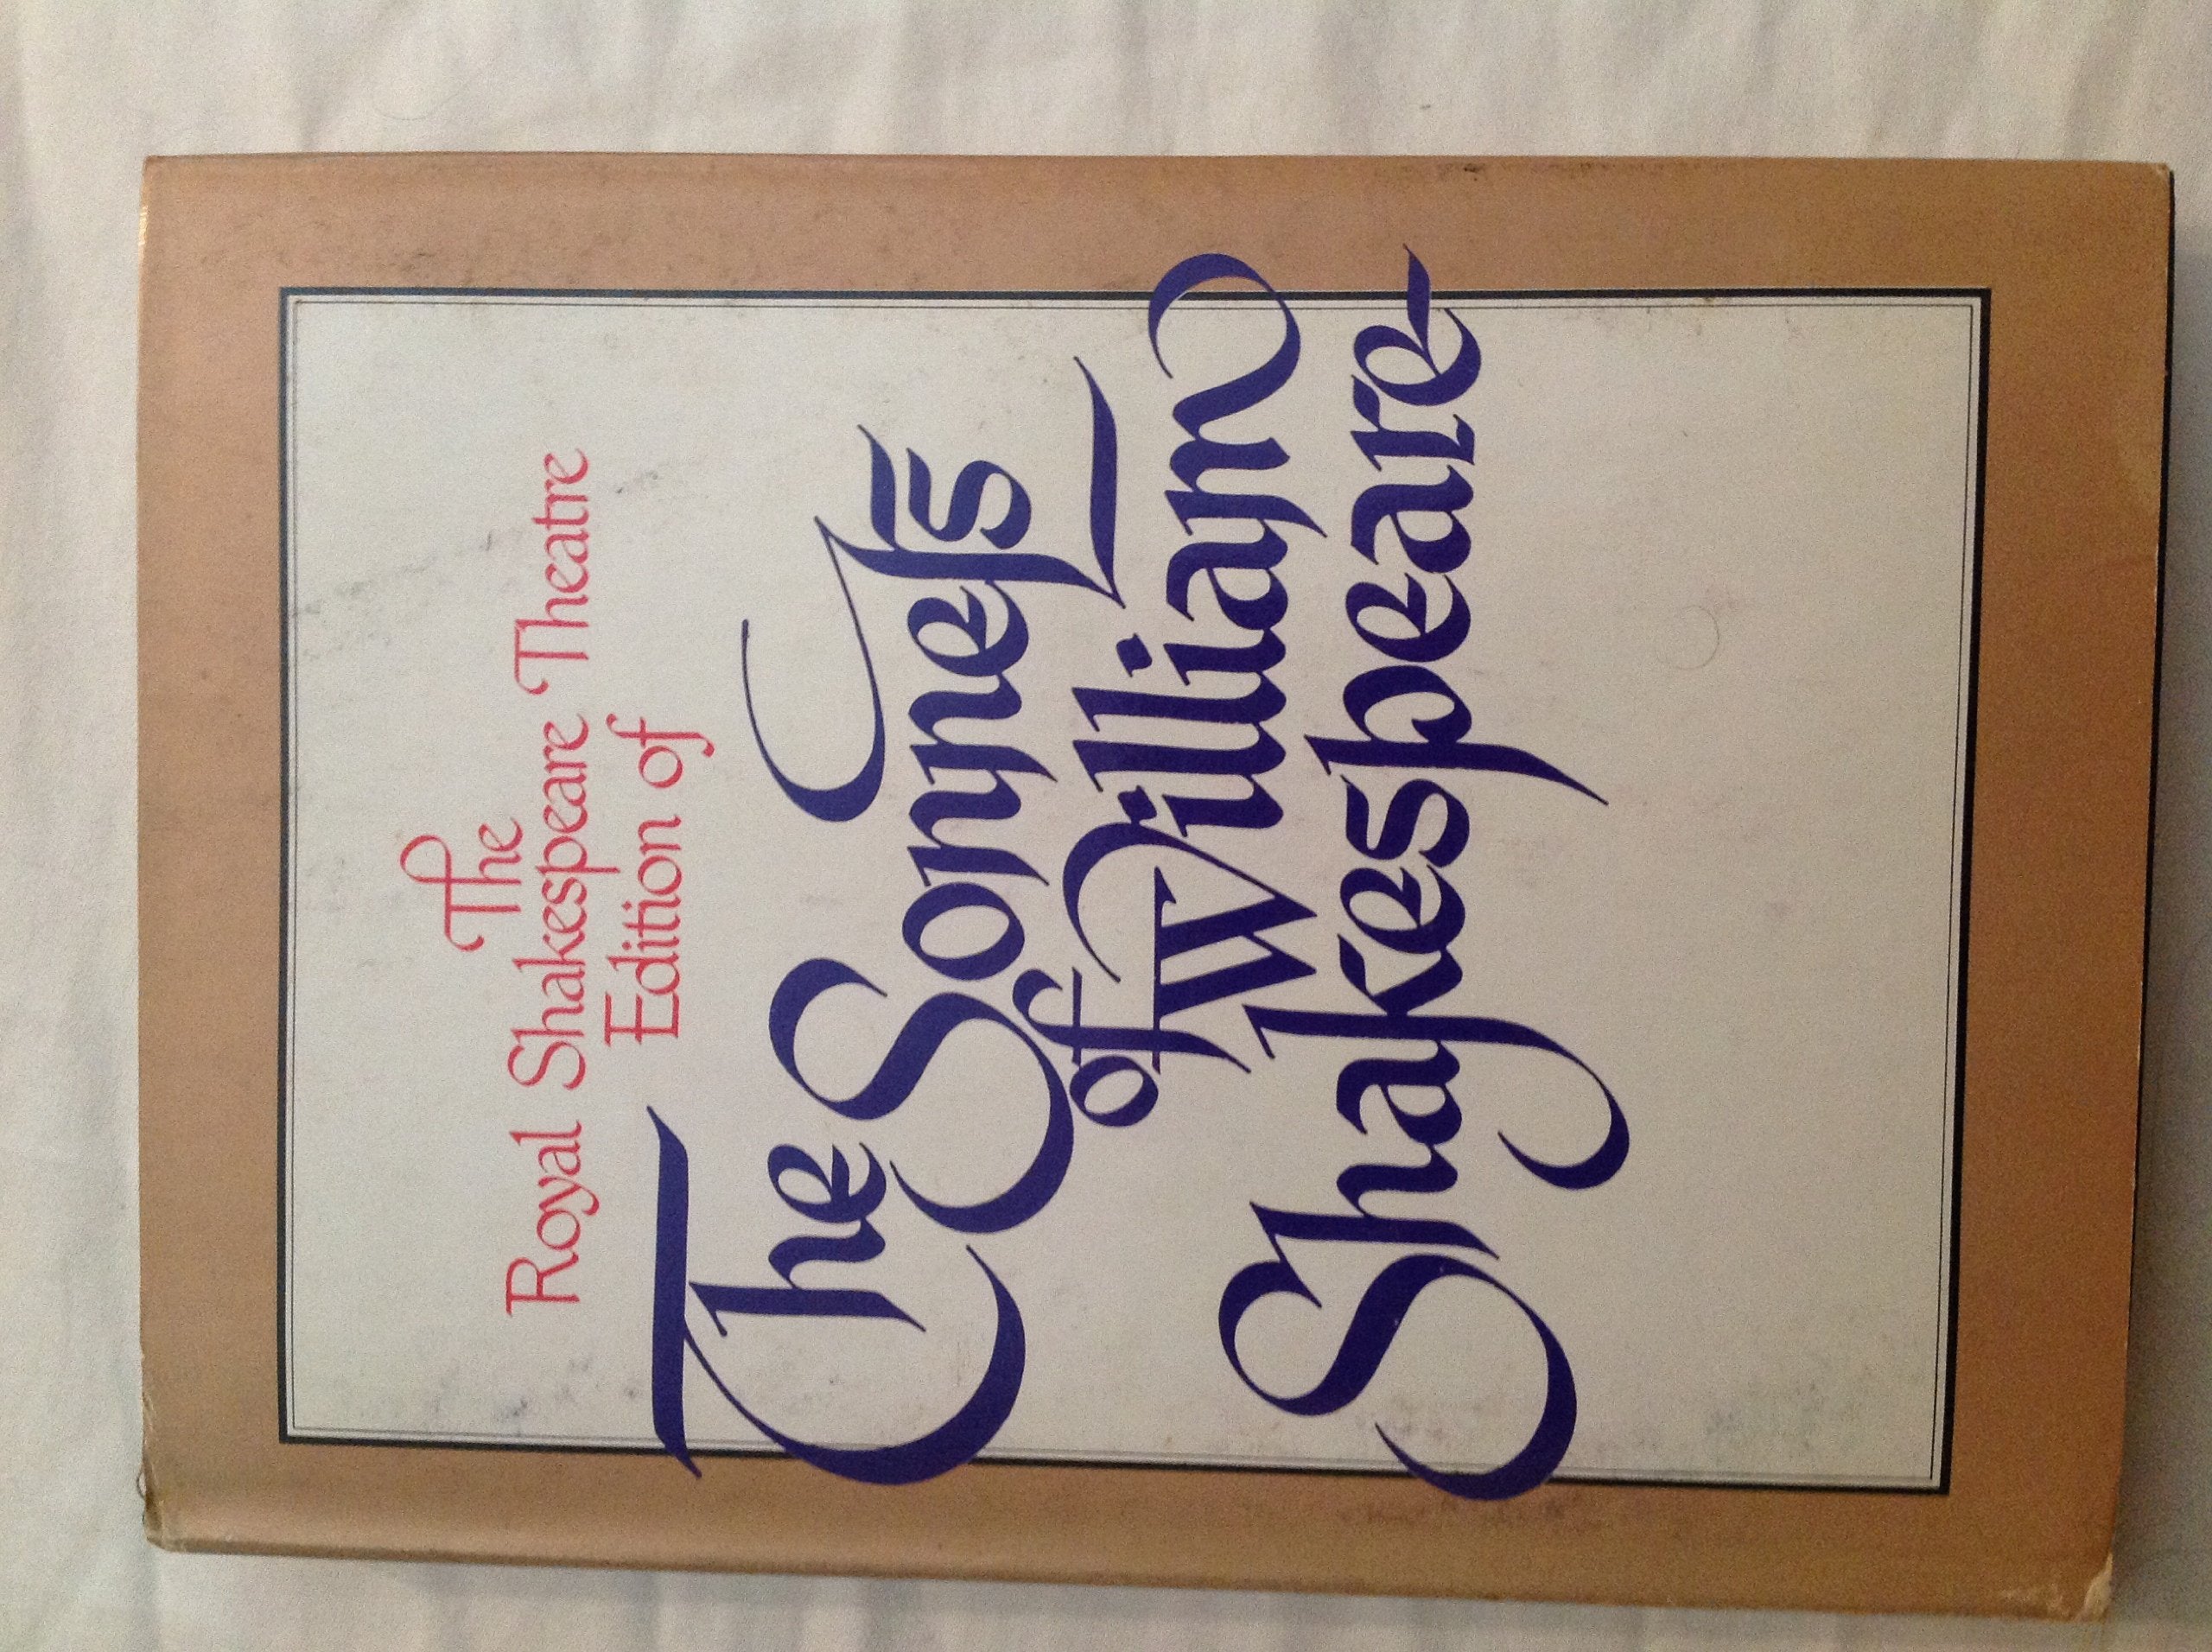 The
Royal Shakespeare Theatre
Edition of
The Sonnets
of William
Shakespeare